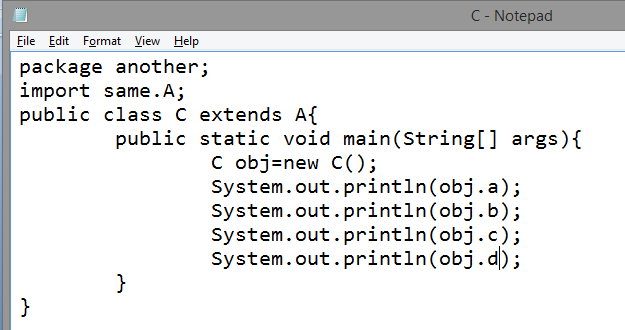 C - Notepad
File Edit Format View Help
package another;
import same.A;
public class C extends A{
public static void main(String[] args){
C obj=new C();
System.out.println(obj.a);
System.out.println(obj.b);
System.out.println(obj.c);
System.out.println(obj.d);
}
}